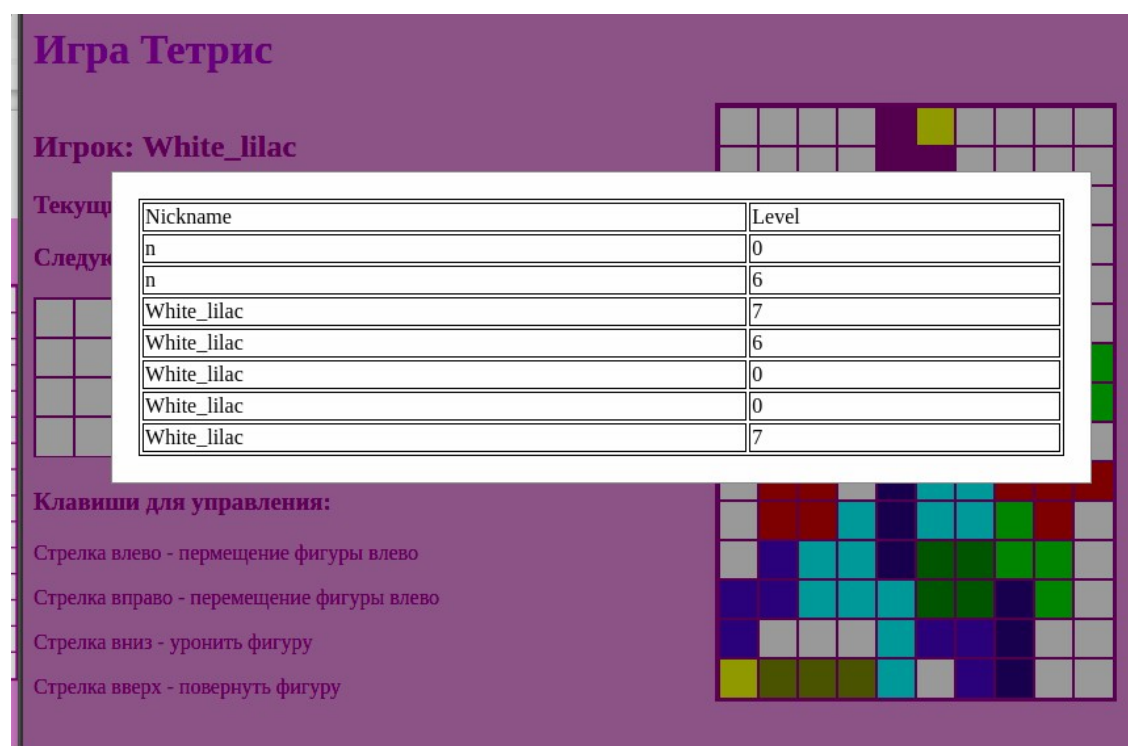 Игра Тетрис
Игрок: White_lilac
Nickname Level
n 0
n 6
White_lilac 7
White_lilac 6
White_lilac 0
White_lilac 0
White_lilac 7
Клавиши для управления:
Стрелка влево - пермещение фигуры влево
Стрелка вправо - перемещение фигуры влево
Стрелка вниз - уронить фигуру
Стрелка вверх - повернуть фигуру